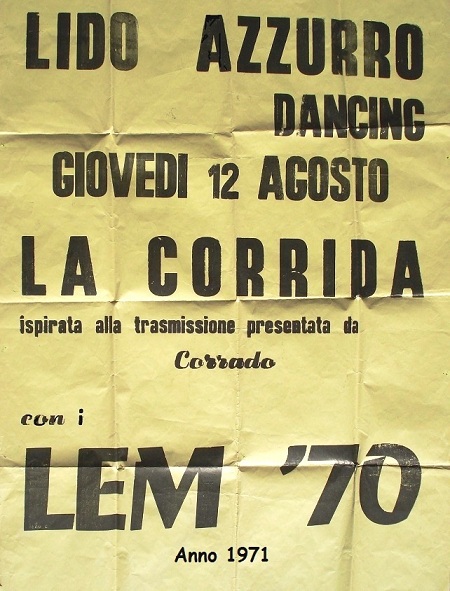 LIDO AZZURRO
DANCING
GIOVEDI 12 AGOSTO
LA CORRIDA
ispirata alla trasmissione presentata da
Corrado
con i
LEM '70
Anno 1971